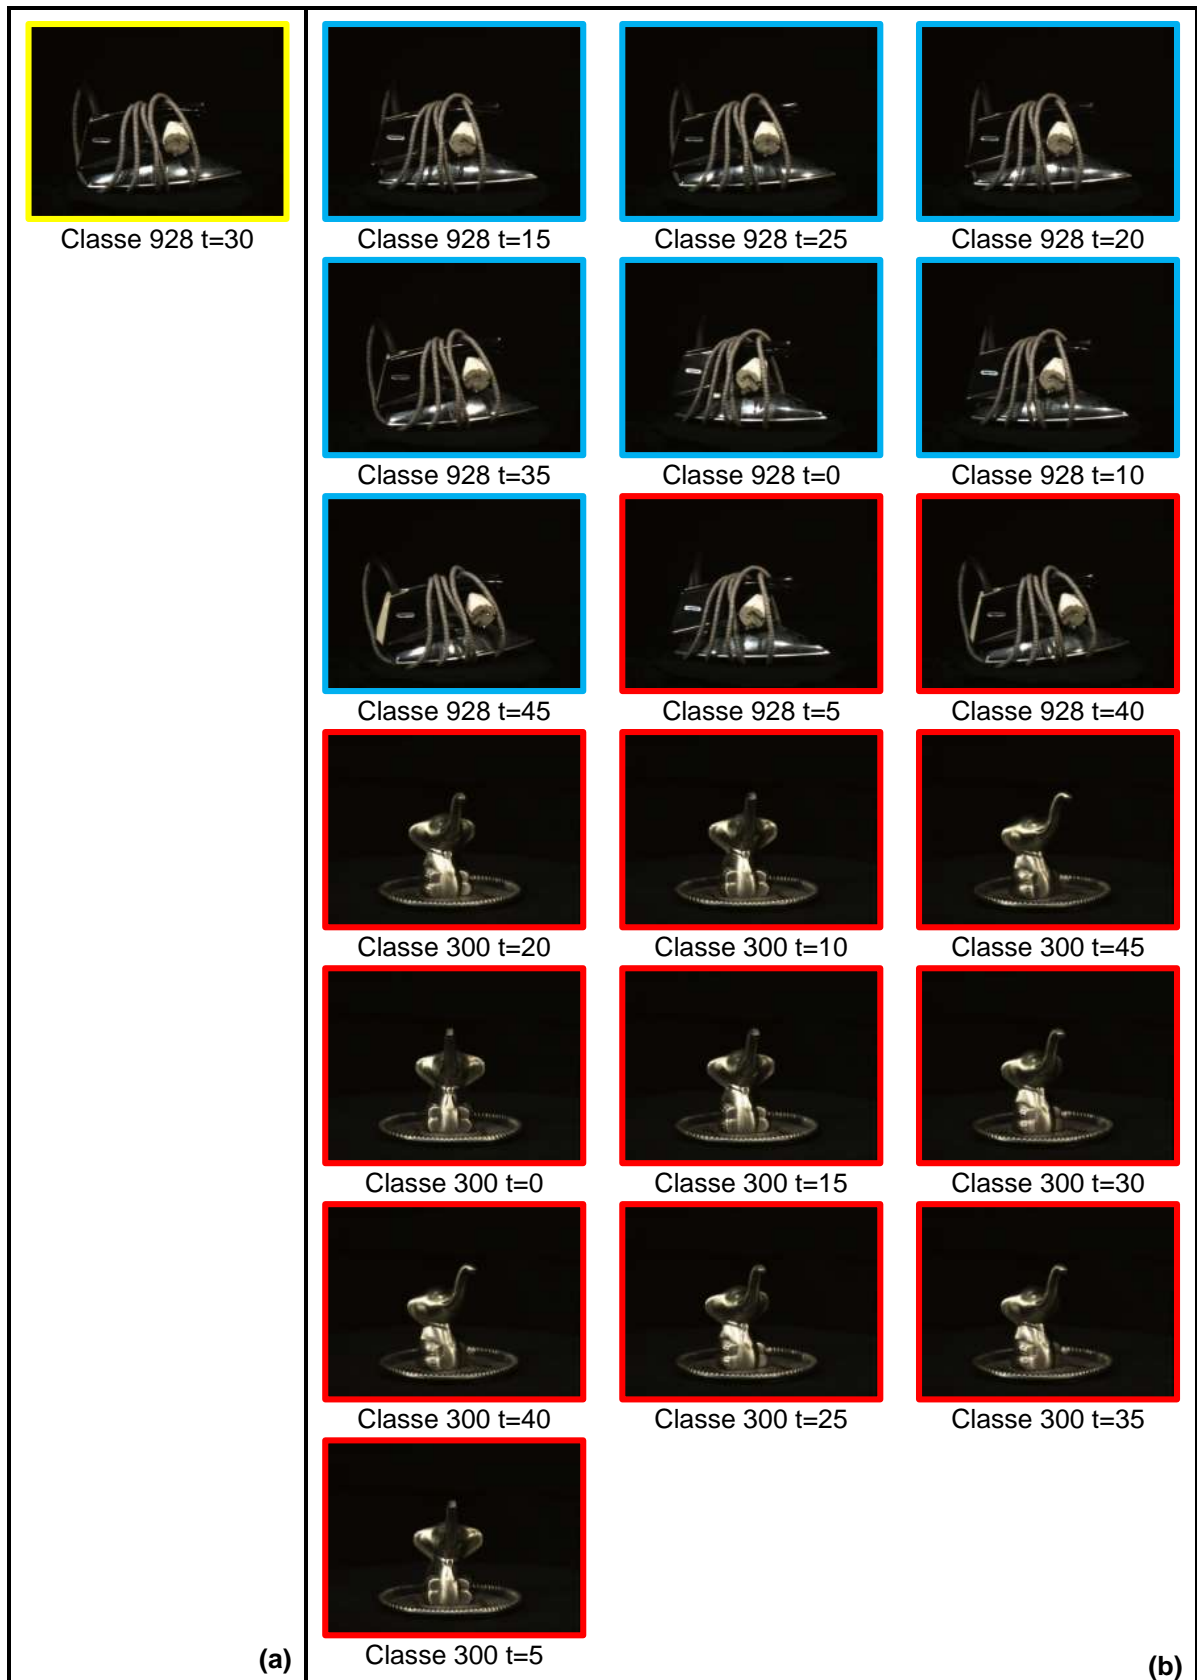 Classe 928 t=30
Classe 928 t=15
Classe 928 t=25
Classe 928 t=20
Classe 928 t=35
Classe 928 t=0
Classe 928 t=10
Classe 928 t=45
Classe 928 t=5
Classe 928 t=40
Classe 300 t=20
Classe 300 t=10
Classe 300 t=45
Classe 300 t=0
Classe 300 t=15
Classe 300 t=30
Classe 300 t=40
Classe 300 t=25
Classe 300 t=35
Classe 300 t=5
(a)
(b)